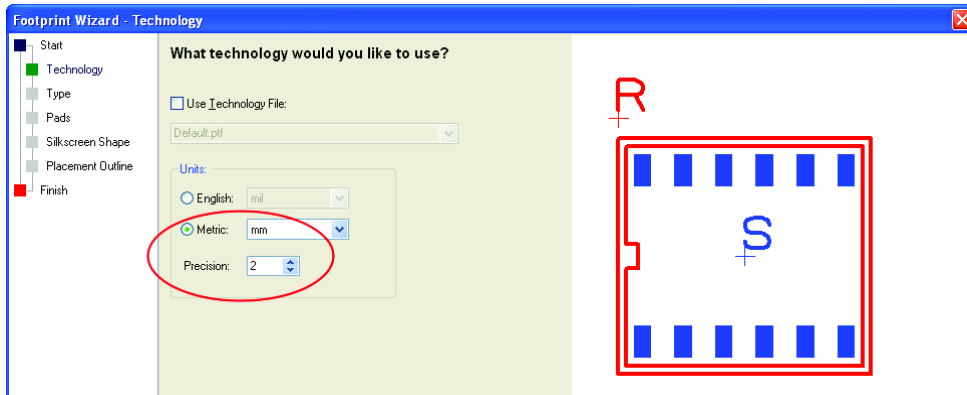 Footprint Wizard - Technology
Start
Technology
Type
Pads
Silkscreen Shape
Placement Outline
Finish
What technology would you like to use?
Use Technology File:
Default.ptf
Units:
English: mil
Metric: mm
Precision: 2
R
S